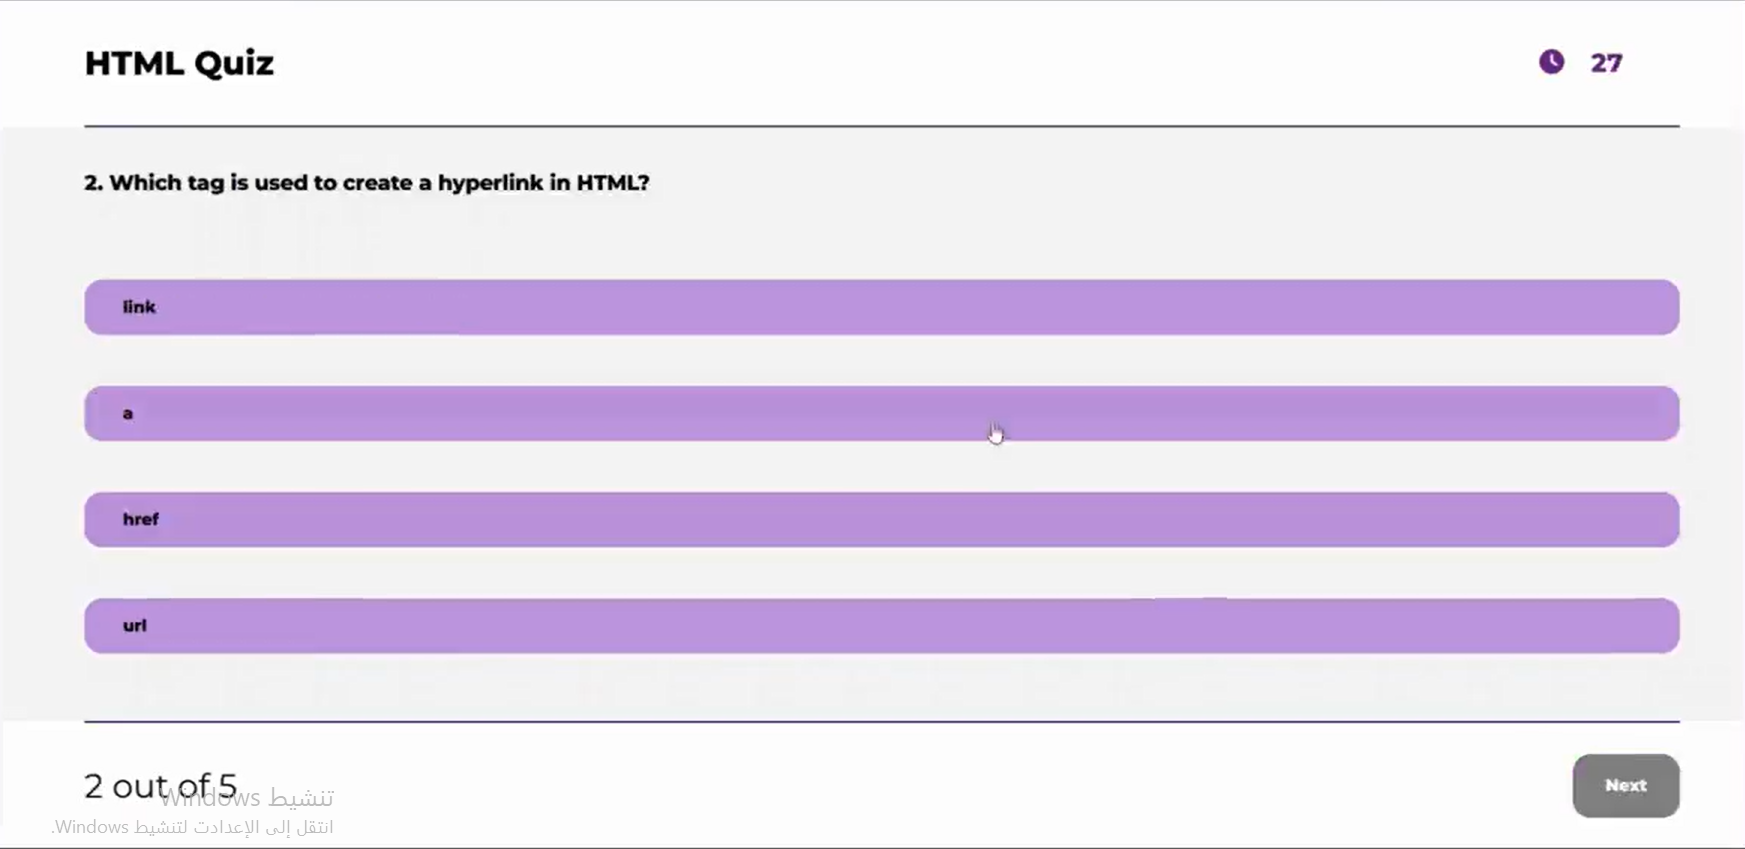 HTML Quiz
27
2. Which tag is used to create a hyperlink in HTML?
link
a
href
url
2 out of 5
Next
تنشيط Windows
انتقل إلى الإعدادت لتنشيط Windows.